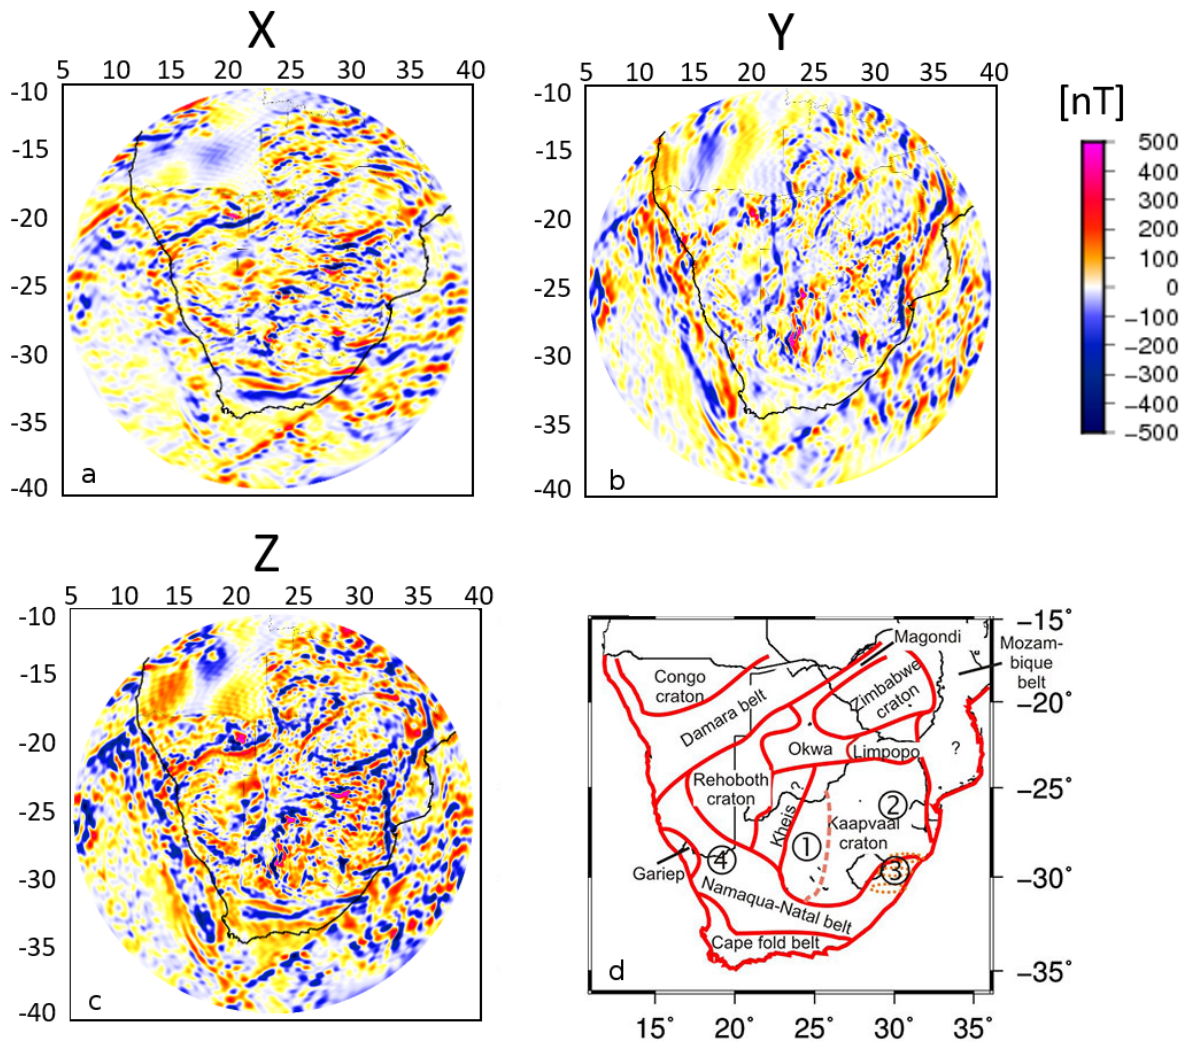 X
Y
5 10 15 20 25 30 35 40
5 10 15 20 25 30 35 40
[nT]
-10
-15
-20
-25
-30
-35
-40
a
-10
-15
-20
-25
-30
-35
-40
b
500
400
300
200
100
0
−100
−200
−300
−400
−500
Z
5 10 15 20 25 30 35 40
-10
-15
-20
-25
-30
-35
-40
c
Magondi
Mozam-
bique
belt
Congo
craton
Damara belt
Zimbabwe
craton
Okwa
Limpopo
?
Rehoboth
craton
Kheis ?
2
Kaapvaal
craton
1
4
3
Gariep
Namaqua-Natal belt
Cape fold belt
d
−15˚
−20˚
−25˚
−30˚
−35˚
15˚ 20˚ 25˚ 30˚ 35˚